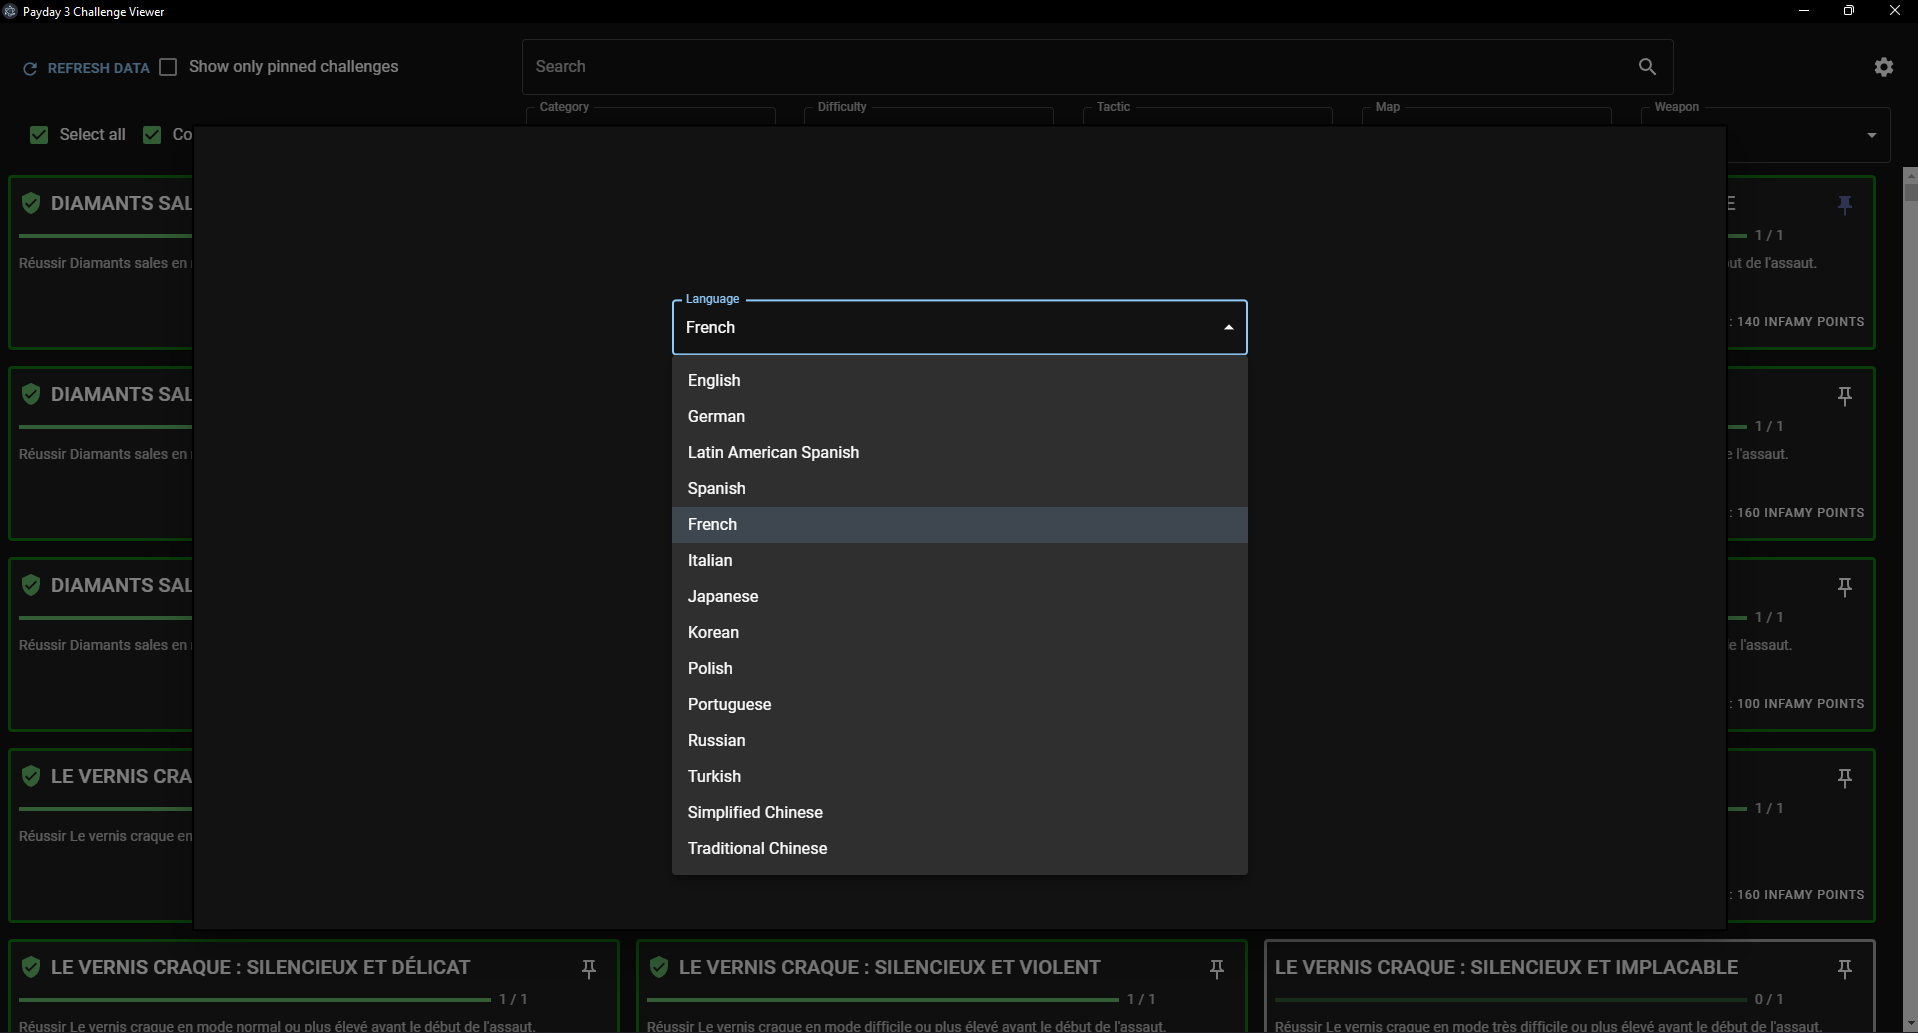 Payday 3 Challenge Viewer
REFRESH DATA
Show only pinned challenges
Search
Category
Difficulty
Tactic
Map
Weapon
Select all
Co
DIAMANTS SAL
E
1 / 1
Réussir Diamants sales en
ut de l'assaut.
: 140 INFAMY POINTS
Language
French
English
German
Latin American Spanish
Spanish
French
Italian
Japanese
Korean
Polish
Portuguese
Russian
Turkish
Simplified Chinese
Traditional Chinese
DIAMANTS SAL
1 / 1
Réussir Diamants sales en
e l'assaut.
: 160 INFAMY POINTS
DIAMANTS SAL
1 / 1
Réussir Diamants sales en
e l'assaut.
: 100 INFAMY POINTS
LE VERNIS CRA
1 / 1
Réussir Le vernis craque en
: 160 INFAMY POINTS
LE VERNIS CRAQUE : SILENCIEUX ET DÉLICAT
1 / 1
Réussir Le vernis craque en mode normal ou plus élevé avant le début de l'assaut.
LE VERNIS CRAQUE : SILENCIEUX ET VIOLENT
1 / 1
Réussir Le vernis craque en mode difficile ou plus élevé avant le début de l'assaut.
LE VERNIS CRAQUE : SILENCIEUX ET IMPLACABLE
0 / 1
Réussir Le vernis craque en mode très difficile ou plus élevé avant le début de l'assaut.